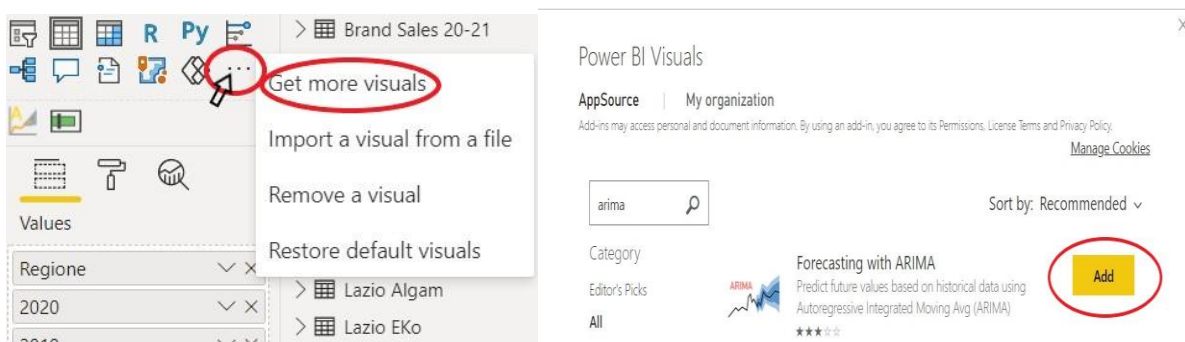 R Py
Brand Sales 20-21
...
Get more visuals
Import a visual from a file
Remove a visual
Restore default visuals
Values
Regione
2020
Lazio Algam
Lazio EKo
Power BI Visuals
AppSource | My organization
Add-ins may access personal and document information. By using an add-in, you agree to its Permissions, License Terms and Privacy Policy.
Manage Cookies
arima
Sort by: Recommended
Category
Editor's Picks
All
ARIMA
Forecasting with ARIMA
Predict future values based on historical data using
Autoregressive Integrated Moving Avg (ARIMA)
Add